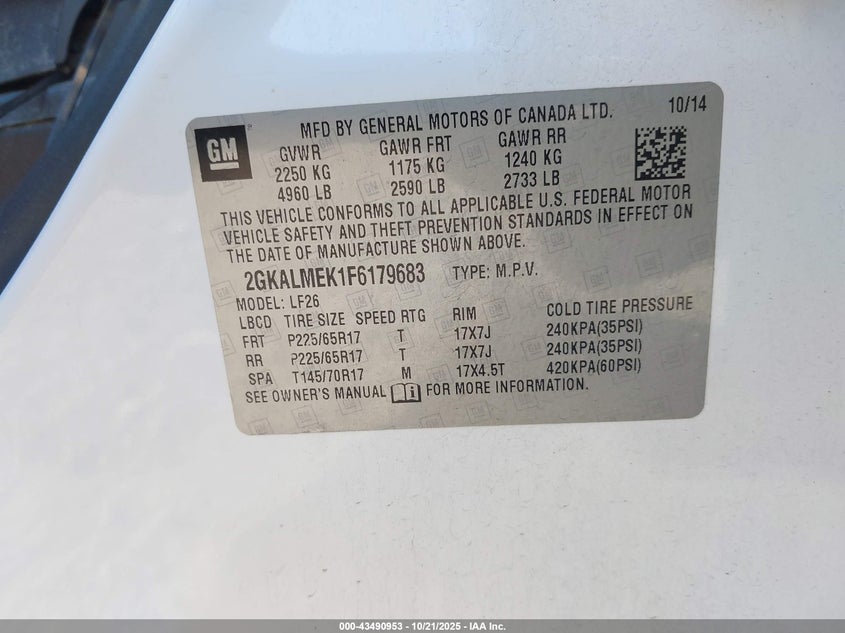 GM
MFD BY GENERAL MOTORS OF CANADA LTD. 10/14
GVWR GAWR FRT GAWR RR
2250 KG 1175 KG 1240 KG
4960 LB 2590 LB 2733 LB
THIS VEHICLE CONFORMS TO ALL APPLICABLE U.S. FEDERAL MOTOR
VEHICLE SAFETY AND THEFT PREVENTION STANDARDS IN EFFECT ON
THE DATE OF MANUFACTURE SHOWN ABOVE.
2GKALMEK1F6179683 TYPE: M.P.V.
MODEL: LF26
LBCD TIRE SIZE SPEED RTG RIM COLD TIRE PRESSURE
FRT P225/65R17 T 17X7J 240KPA(35PSI)
RR P225/65R17 T 17X7J 240KPA(35PSI)
SPA T145/70R17 M 17X4.5T 420KPA(60PSI)
SEE OWNER'S MANUAL FOR MORE INFORMATION.
000-43490953 - 10/21/2025 - IAA Inc.